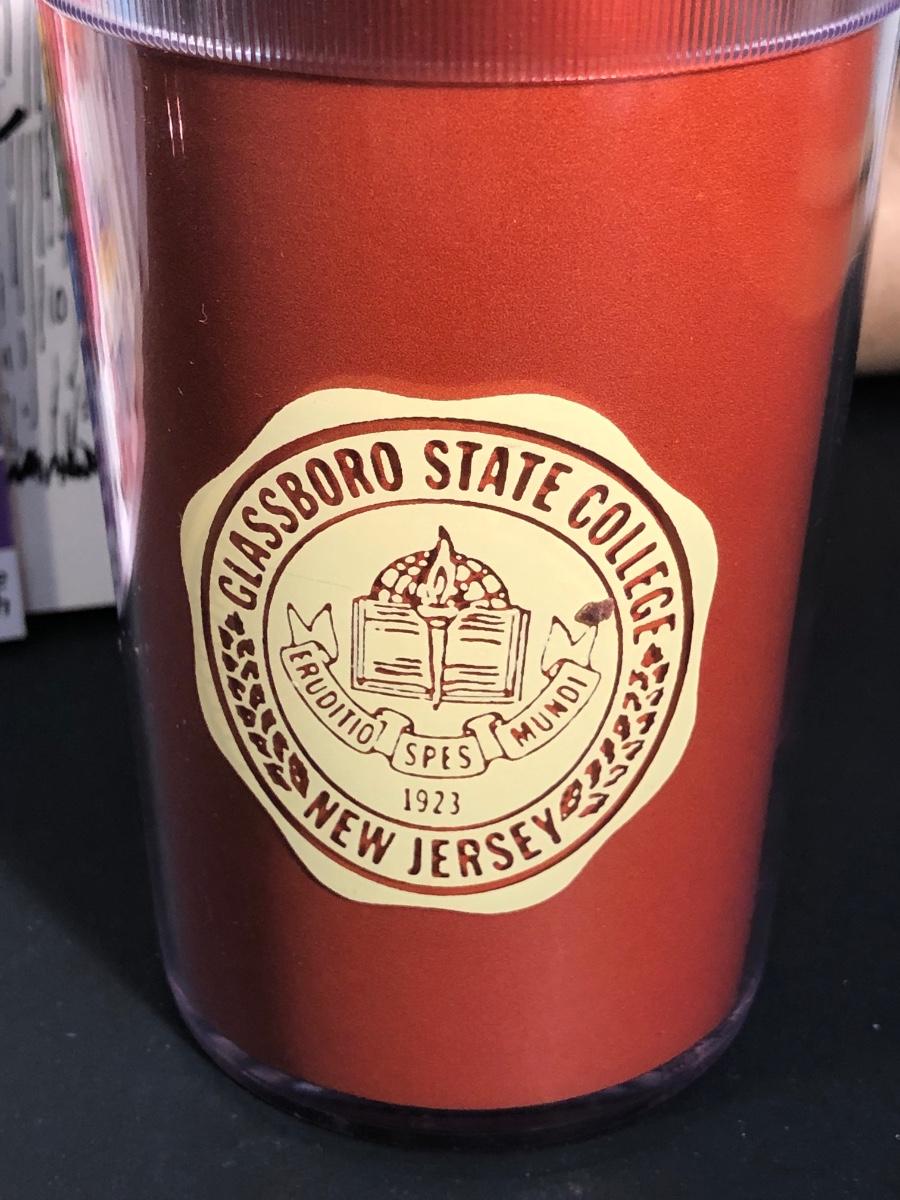 GLASSBORO STATE COLLEGE
ERUDITIO SPES MUNDI
1923
NEW JERSEY